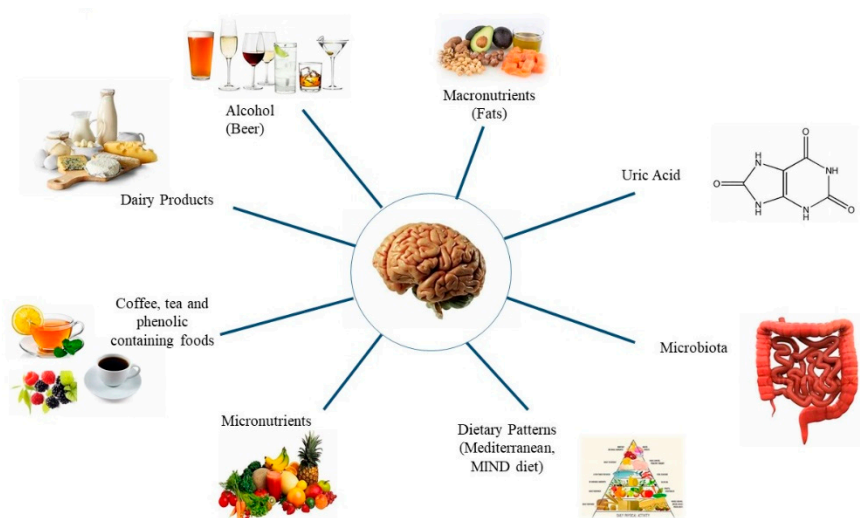 Alcohol
(Beer)
Macronutrients
(Fats)
Uric Acid
O
H
N
NH
O
N
H
N
H
O
Dairy Products
Coffee, tea and
phenolic
containing foods
Microbiota
Micronutrients
Dietary Patterns
(Mediterranean,
MIND diet)